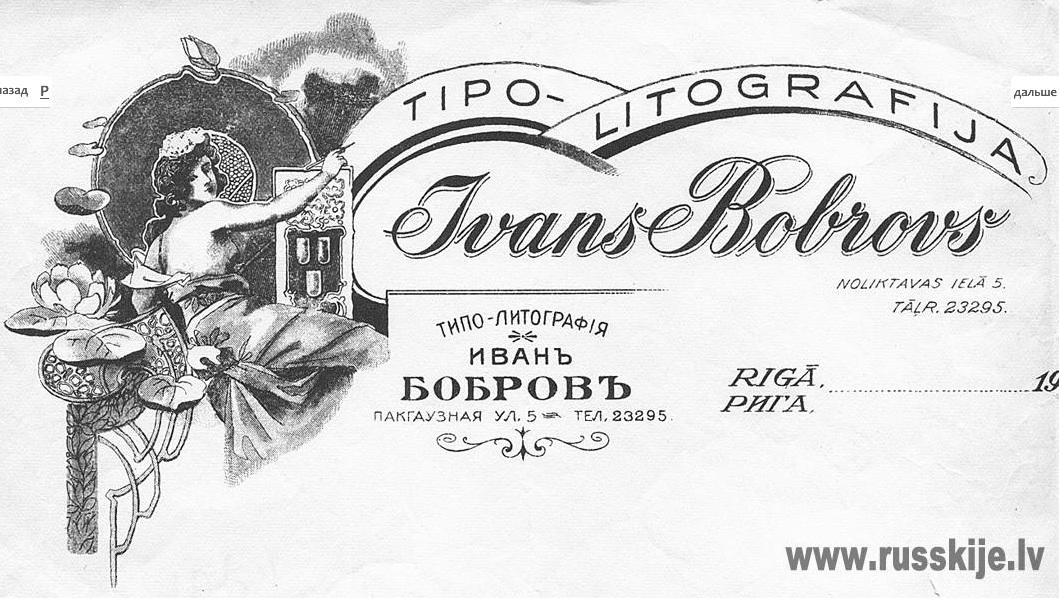 назад P
дальше
TIPO-LITOGRAFIJA
Ivans Bobrovs
NOLIKTAVAS IELĀ 5.
TĀĻR. 23295.
ТИПО-ЛИТОГРАФІЯ
ИВАНЪ
БОБРОВЪ
ПАКГАУЗНАЯ УЛ. 5 ТЕЛ. 23295.
RIGĀ, 19
РИГА,
www.russkije.lv